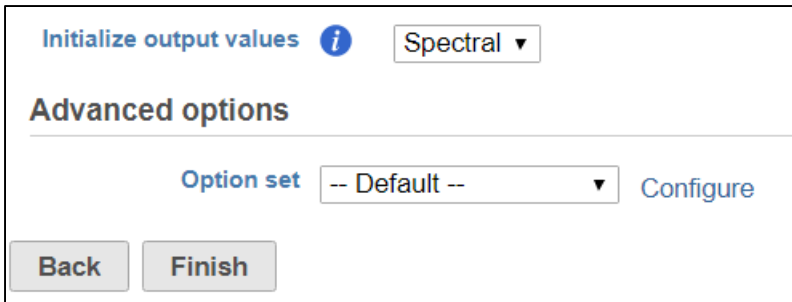 Initialize output values i Spectral
Advanced options
Option set -- Default -- Configure
Back Finish